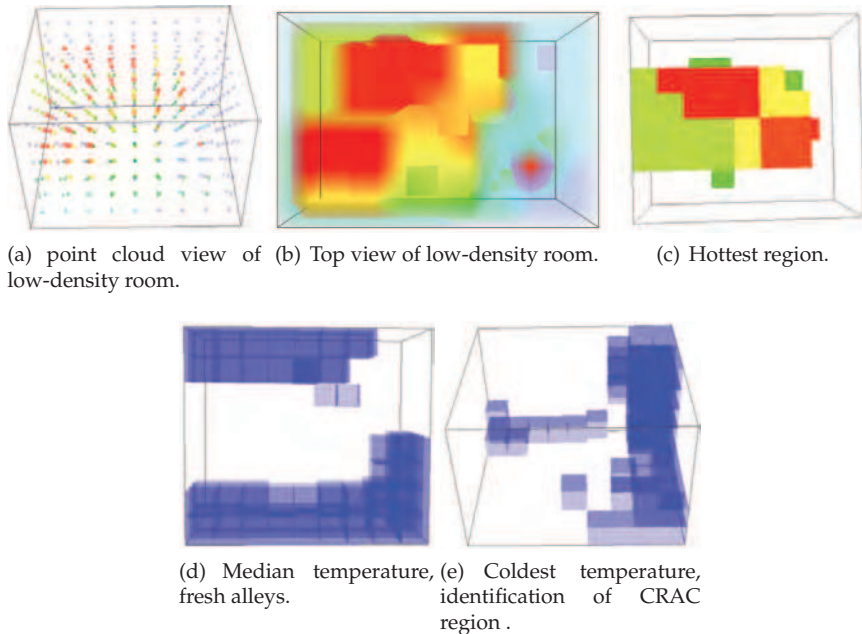 (a) point cloud view of low-density room.
(b) Top view of low-density room.
(c) Hottest region.
(d) Median temperature, fresh alleys.
(e) Coldest temperature, identification of CRAC region .